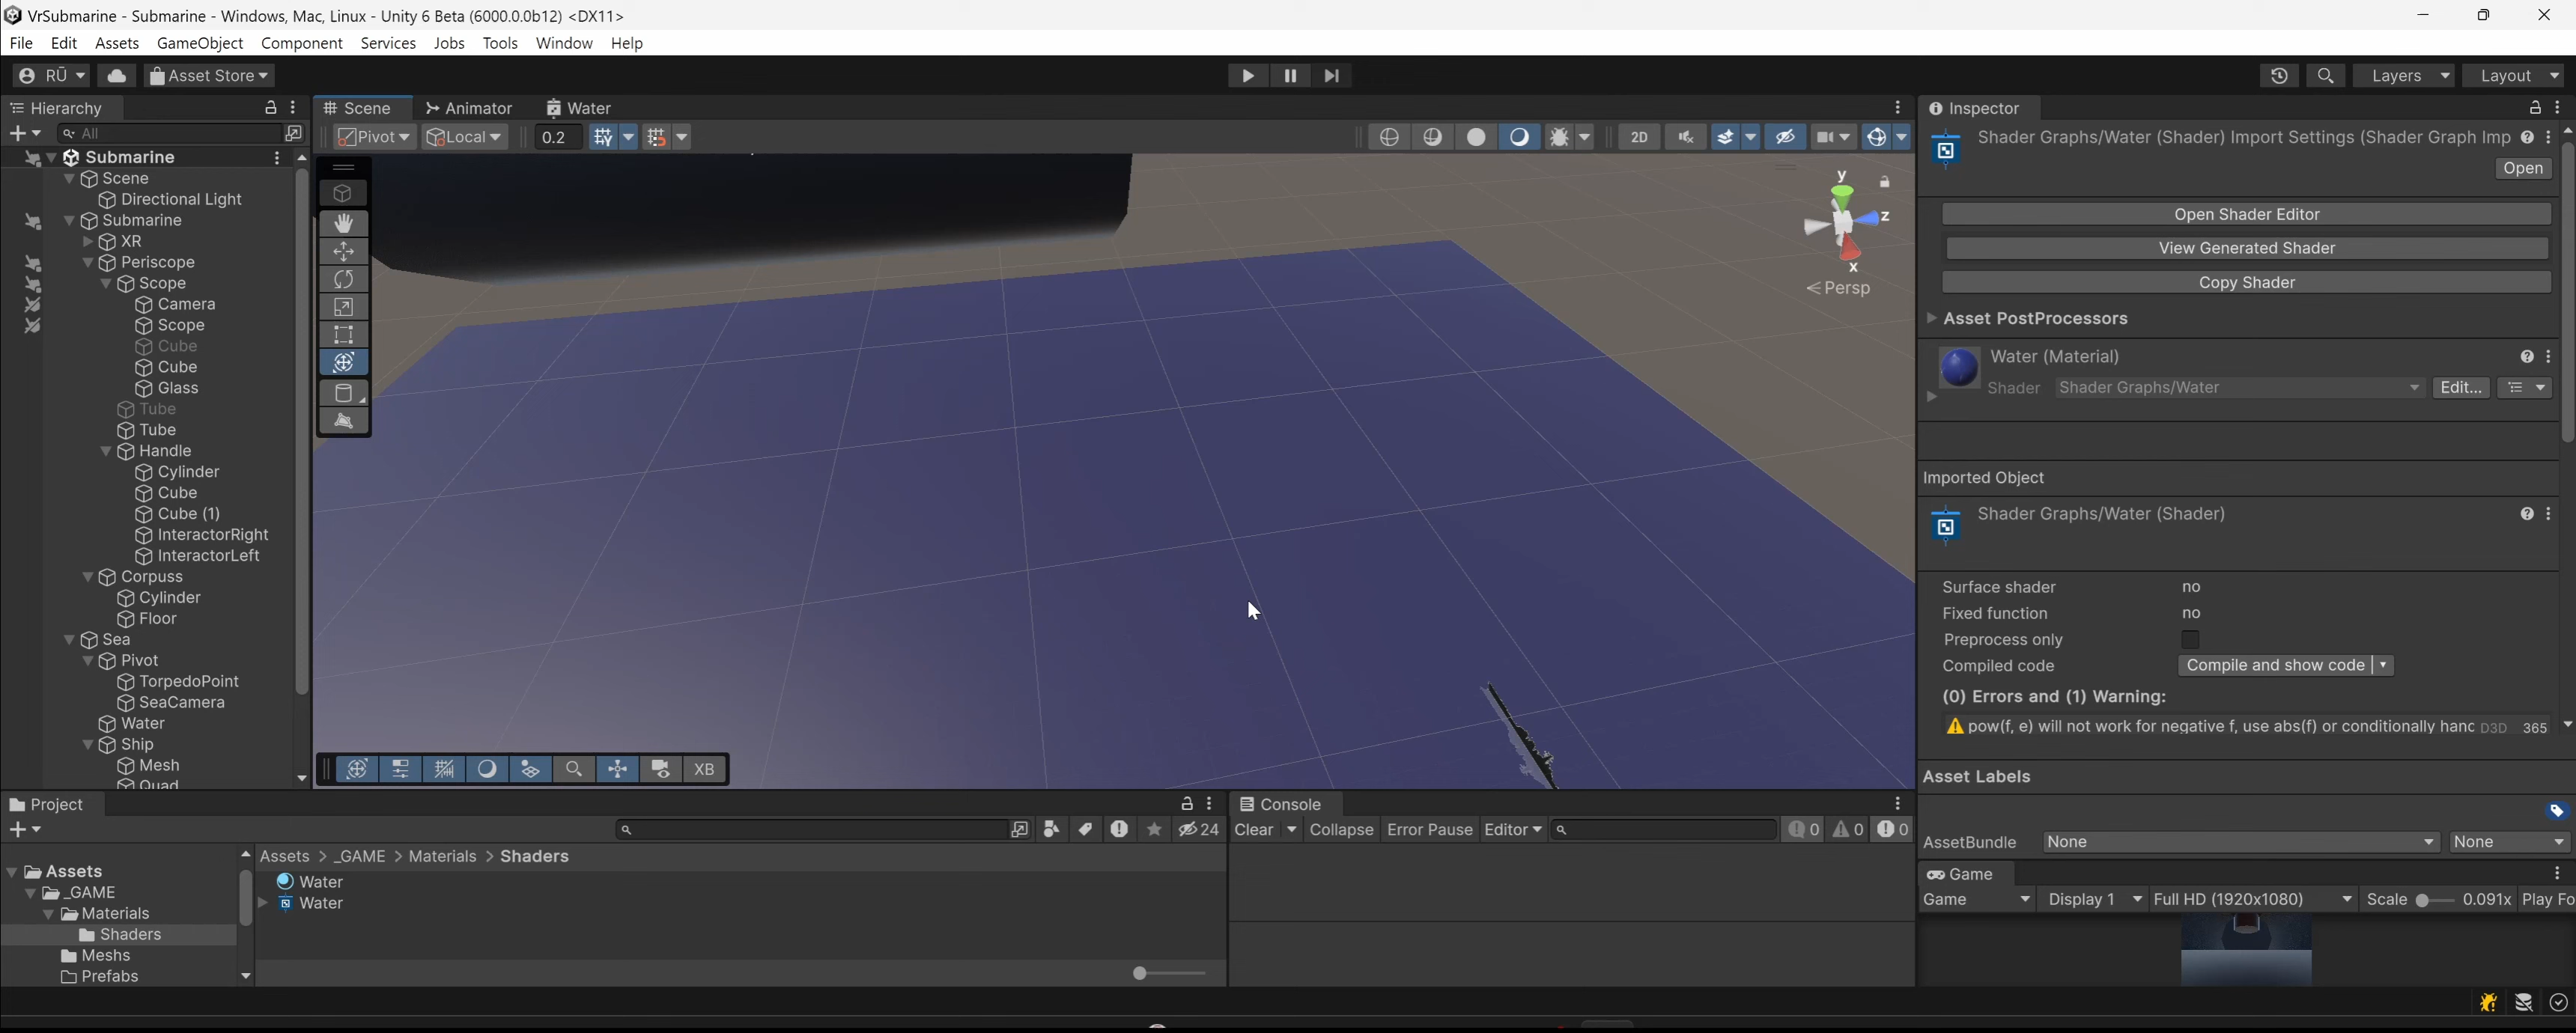 VrSubmarine - Submarine - Windows, Mac, Linux - Unity 6 Beta (6000.0.0b12) <DX11>
File Edit Assets GameObject Component Services Jobs Tools Window Help
RŪ Asset Store Layers Layout
Hierarchy
All
Submarine
Scene
Directional Light
Submarine
XR
Periscope
Scope
Camera
Scope
Cube
Cube
Glass
Tube
Tube
Handle
Cylinder
Cube
Cube (1)
InteractorRight
InteractorLeft
Corpuss
Cylinder
Floor
Sea
Pivot
TorpedoPoint
SeaCamera
Water
Ship
Mesh
Quad
Scene Animator Water
Pivot Local 0.2 2D
y
z
x
Persp
XB
Inspector
Shader Graphs/Water (Shader) Import Settings (Shader Graph Imp
Open
Open Shader Editor
View Generated Shader
Copy Shader
Asset PostProcessors
Water (Material)
Shader Shader Graphs/Water Edit...
Imported Object
Shader Graphs/Water (Shader)
Surface shader no
Fixed function no
Preprocess only
Compiled code Compile and show code
(0) Errors and (1) Warning:
pow(f, e) will not work for negative f, use abs(f) or conditionally hanc D3D 365
Asset Labels
AssetBundle None None
Game
Game Display 1 Full HD (1920x1080) Scale 0.091x Play Fo
Project
24
Assets
_GAME
Materials
Shaders
Meshs
Prefabs
Assets > _GAME > Materials > Shaders
Water
Water
Console
Clear Collapse Error Pause Editor 0 0 0